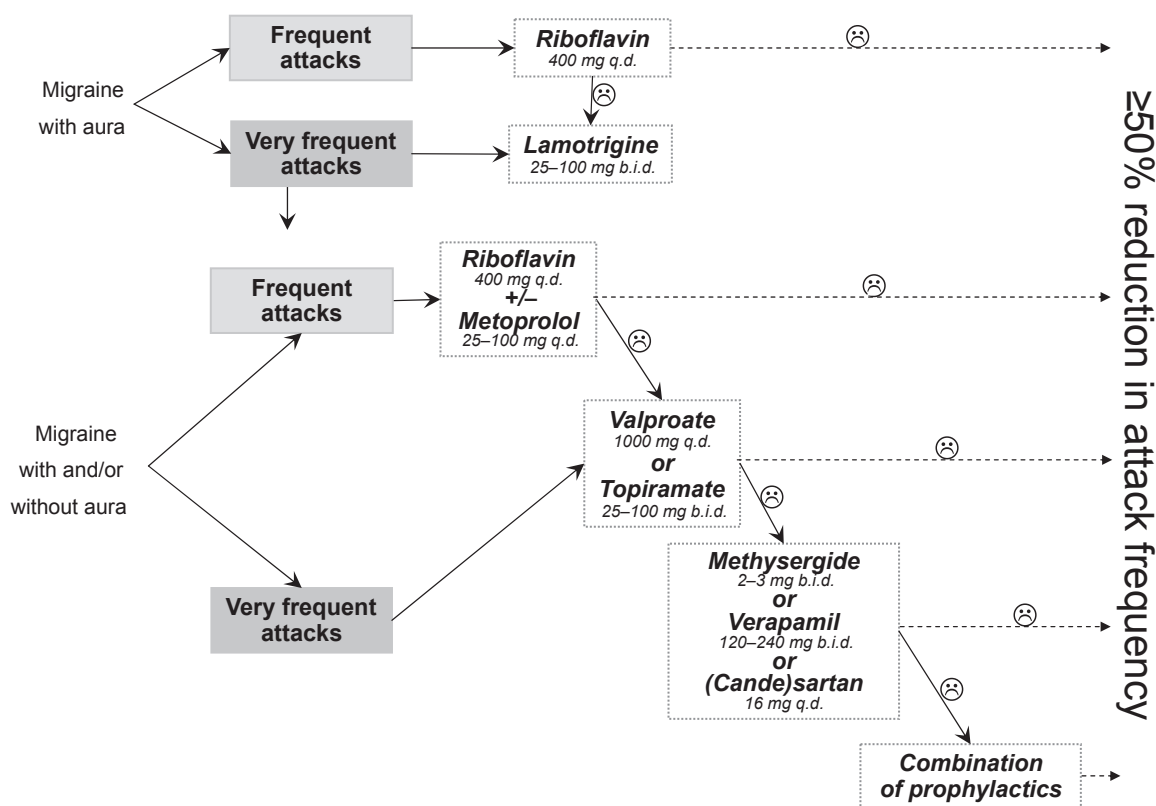 Frequent
attacks
Riboflavin
400 mg q.d.
Migraine
with aura
Very frequent
attacks
Lamotrigine
25–100 mg b.i.d.
Frequent
attacks
Riboflavin
400 mg q.d.
+/–
Metoprolol
25–100 mg q.d.
Migraine
with and/or
without aura
Valproate
1000 mg q.d.
or
Topiramate
25–100 mg b.i.d.
Very frequent
attacks
Methysergide
2–3 mg b.i.d.
or
Verapamil
120–240 mg b.i.d.
or
(Cande)sartan
16 mg q.d.
Combination
of prophylactics
≥50% reduction in attack frequency